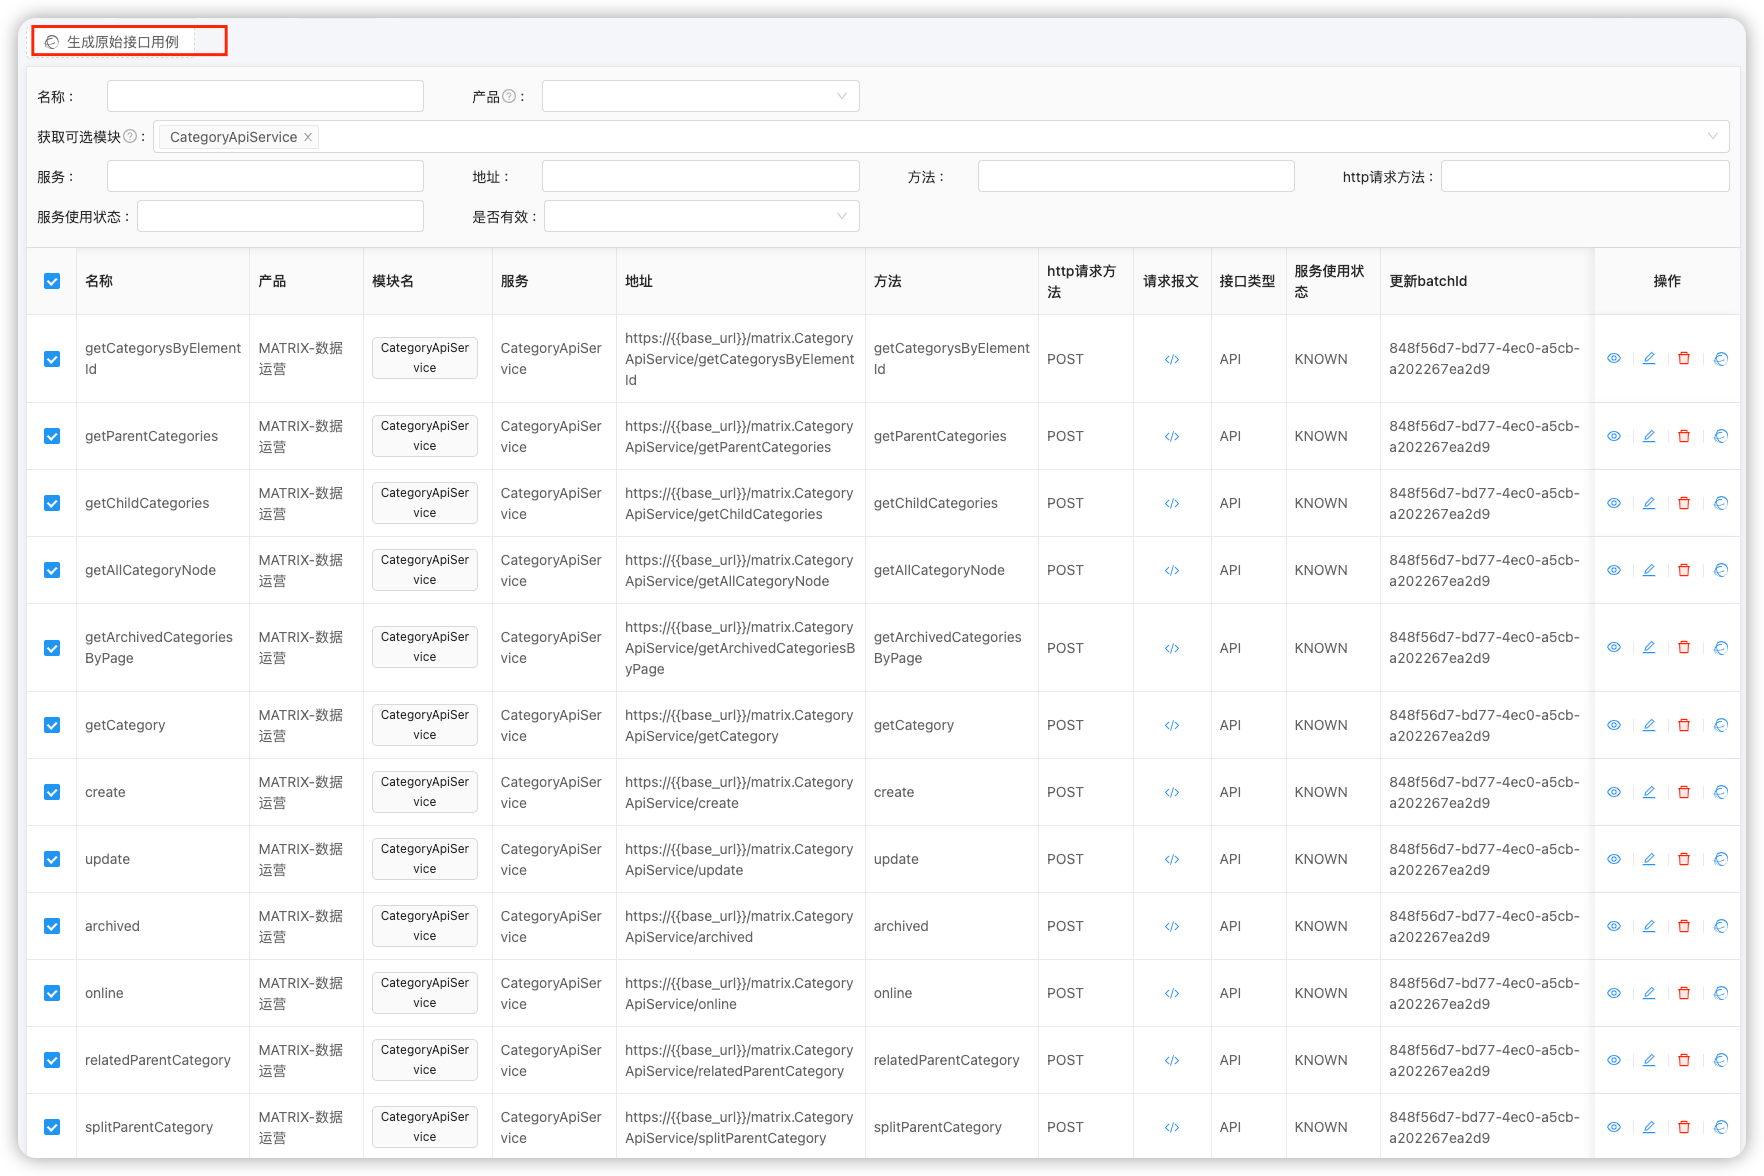 生成原始接口用例
名称：
产品 ? ：
获取可选模块 ? ： CategoryApiService ×
服务：
地址：
方法：
http请求方法：
服务使用状态：
是否有效：
名称 产品 模块名 服务 地址 方法 http请求方法 请求报文 接口类型 服务使用状态 更新batchId 操作
getCategorysByElementId MATRIX-数据运营 CategoryApiService CategoryApiService https://{{base_url}}/matrix.CategoryApiService/getCategorysByElementId getCategorysByElementId POST </> API KNOWN 848f56d7-bd77-4ec0-a5cb-a202267ea2d9
getParentCategories MATRIX-数据运营 CategoryApiService CategoryApiService https://{{base_url}}/matrix.CategoryApiService/getParentCategories getParentCategories POST </> API KNOWN 848f56d7-bd77-4ec0-a5cb-a202267ea2d9
getChildCategories MATRIX-数据运营 CategoryApiService CategoryApiService https://{{base_url}}/matrix.CategoryApiService/getChildCategories getChildCategories POST </> API KNOWN 848f56d7-bd77-4ec0-a5cb-a202267ea2d9
getAllCategoryNode MATRIX-数据运营 CategoryApiService CategoryApiService https://{{base_url}}/matrix.CategoryApiService/getAllCategoryNode getAllCategoryNode POST </> API KNOWN 848f56d7-bd77-4ec0-a5cb-a202267ea2d9
getArchivedCategoriesByPage MATRIX-数据运营 CategoryApiService CategoryApiService https://{{base_url}}/matrix.CategoryApiService/getArchivedCategoriesByPage getArchivedCategoriesByPage POST </> API KNOWN 848f56d7-bd77-4ec0-a5cb-a202267ea2d9
getCategory MATRIX-数据运营 CategoryApiService CategoryApiService https://{{base_url}}/matrix.CategoryApiService/getCategory getCategory POST </> API KNOWN 848f56d7-bd77-4ec0-a5cb-a202267ea2d9
create MATRIX-数据运营 CategoryApiService CategoryApiService https://{{base_url}}/matrix.CategoryApiService/create create POST </> API KNOWN 848f56d7-bd77-4ec0-a5cb-a202267ea2d9
update MATRIX-数据运营 CategoryApiService CategoryApiService https://{{base_url}}/matrix.CategoryApiService/update update POST </> API KNOWN 848f56d7-bd77-4ec0-a5cb-a202267ea2d9
archived MATRIX-数据运营 CategoryApiService CategoryApiService https://{{base_url}}/matrix.CategoryApiService/archived archived POST </> API KNOWN 848f56d7-bd77-4ec0-a5cb-a202267ea2d9
online MATRIX-数据运营 CategoryApiService CategoryApiService https://{{base_url}}/matrix.CategoryApiService/online online POST </> API KNOWN 848f56d7-bd77-4ec0-a5cb-a202267ea2d9
relatedParentCategory MATRIX-数据运营 CategoryApiService CategoryApiService https://{{base_url}}/matrix.CategoryApiService/relatedParentCategory relatedParentCategory POST </> API KNOWN 848f56d7-bd77-4ec0-a5cb-a202267ea2d9
splitParentCategory MATRIX-数据运营 CategoryApiService CategoryApiService https://{{base_url}}/matrix.CategoryApiService/splitParentCategory splitParentCategory POST </> API KNOWN 848f56d7-bd77-4ec0-a5cb-a202267ea2d9